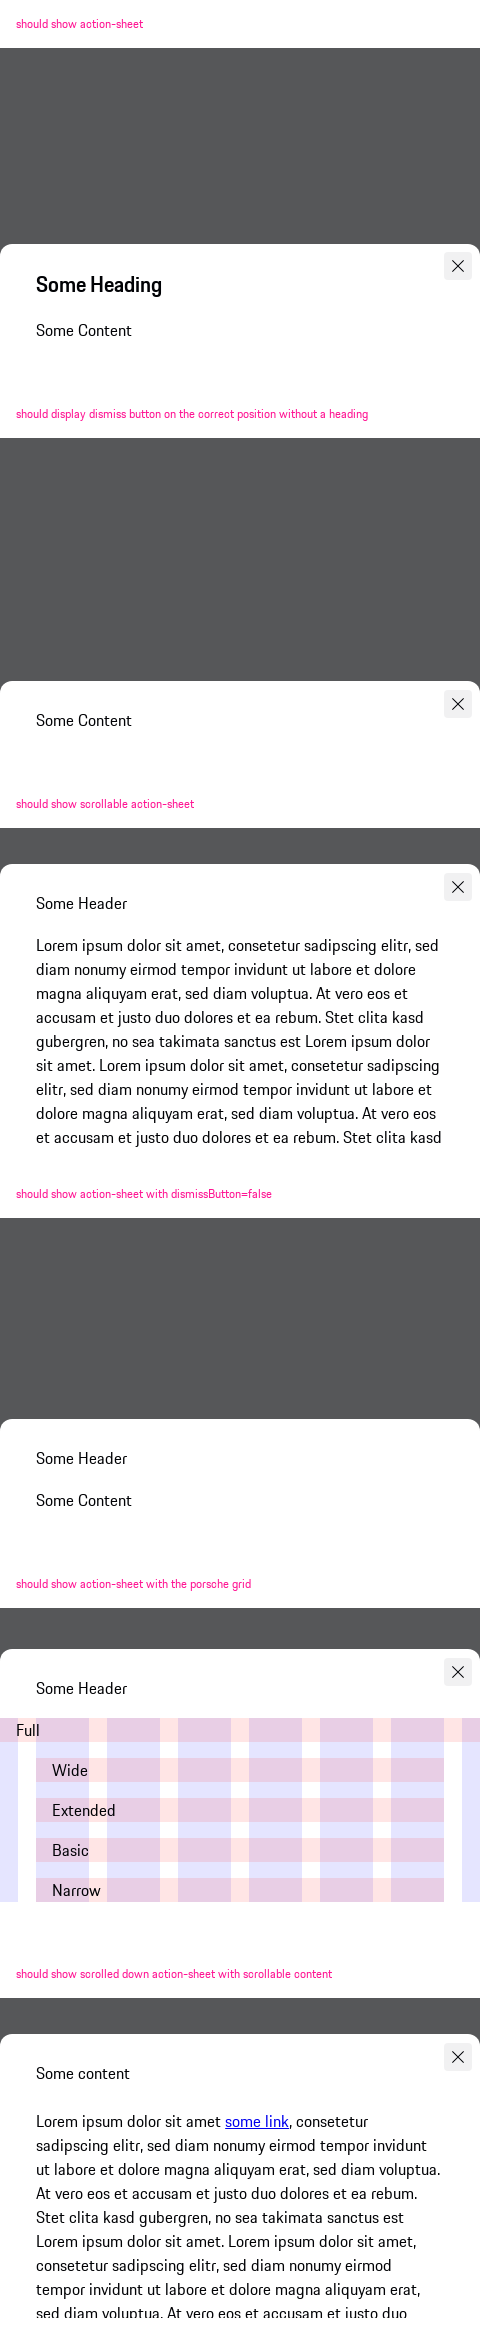 should show action-sheet
Some Heading
Some Content
should display dismiss button on the correct position without a heading
Some Content
should show scrollable action-sheet
Some Header
Lorem ipsum dolor sit amet, consetetur sadipscing elitr, sed
diam nonumy eirmod tempor invidunt ut labore et dolore
magna aliquyam erat, sed diam voluptua. At vero eos et
accusam et justo duo dolores et ea rebum. Stet clita kasd
gubergren, no sea takimata sanctus est Lorem ipsum dolor
sit amet. Lorem ipsum dolor sit amet, consetetur sadipscing
elitr, sed diam nonumy eirmod tempor invidunt ut labore et
dolore magna aliquyam erat, sed diam voluptua. At vero eos
et accusam et justo duo dolores et ea rebum. Stet clita kasd
should show action-sheet with dismissButton=false
Some Header
Some Content
should show action-sheet with the porsche grid
Some Header
Full
Wide
Extended
Basic
Narrow
should show scrolled down action-sheet with scrollable content
Some content
Lorem ipsum dolor sit amet some link, consetetur
sadipscing elitr, sed diam nonumy eirmod tempor invidunt
ut labore et dolore magna aliquyam erat, sed diam voluptua.
At vero eos et accusam et justo duo dolores et ea rebum.
Stet clita kasd gubergren, no sea takimata sanctus est
Lorem ipsum dolor sit amet. Lorem ipsum dolor sit amet,
consetetur sadipscing elitr, sed diam nonumy eirmod
tempor invidunt ut labore et dolore magna aliquyam erat,
sed diam voluptua. At vero eos et accusam et justo duo